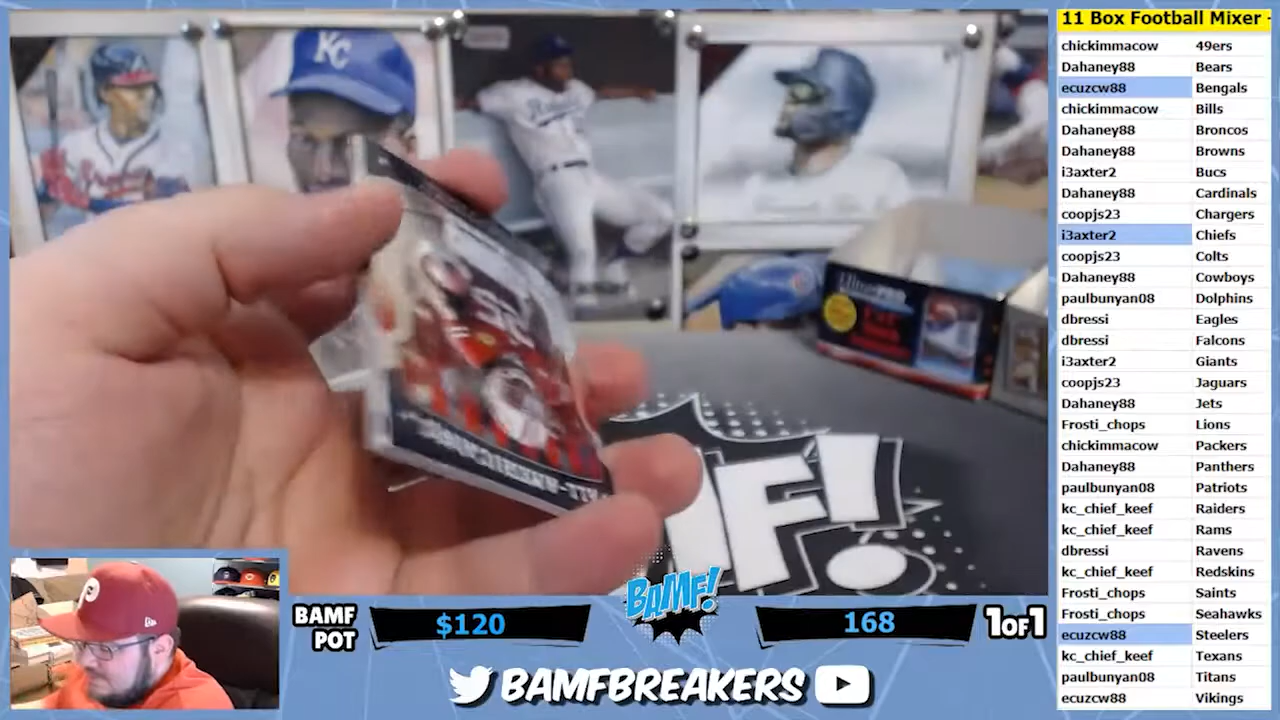 11 Box Football Mixer -
chickimmacow 49ers
Dahaney88 Bears
ecuzcw88 Bengals
chickimmacow Bills
Dahaney88 Broncos
Dahaney88 Browns
i3axter2 Bucs
Dahaney88 Cardinals
coopjs23 Chargers
i3axter2 Chiefs
coopjs23 Colts
Dahaney88 Cowboys
paulbunyan08 Dolphins
dbressi Eagles
dbressi Falcons
i3axter2 Giants
coopjs23 Jaguars
Dahaney88 Jets
Frosti_chops Lions
chickimmacow Packers
Dahaney88 Panthers
paulbunyan08 Patriots
kc_chief_keef Raiders
kc_chief_keef Rams
dbressi Ravens
kc_chief_keef Redskins
Frosti_chops Saints
Frosti_chops Seahawks
ecuzcw88 Steelers
kc_chief_keef Texans
paulbunyan08 Titans
ecuzcw88 Vikings
KC
F!
BAMF POT
$120
BAMF!
168
1 OF 1
BAMFBREAKERS